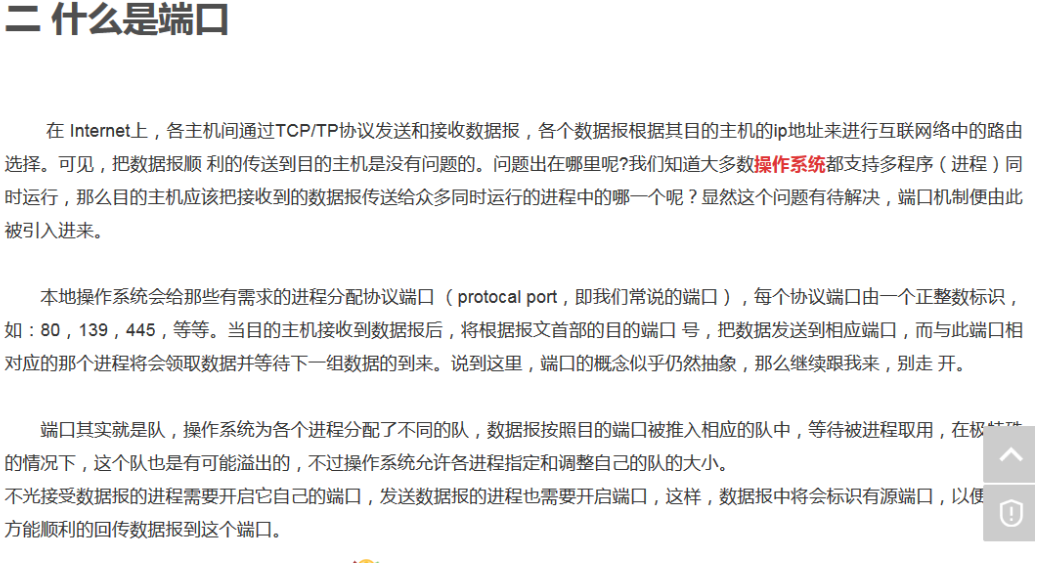 二 什么是端口
在 Internet上，各主机间通过TCP/TP协议发送和接收数据报，各个数据报根据其目的主机的ip地址来进行互联网络中的路由
选择。可见，把数据报顺 利的传送到目的主机是没有问题的。问题出在哪里呢?我们知道大多数操作系统都支持多程序（进程）同
时运行，那么目的主机应该把接收到的数据报传送给众多同时运行的进程中的哪一个呢？显然这个问题有待解决，端口机制便由此
被引入进来。
本地操作系统会给那些有需求的进程分配协议端口 （protocal port，即我们常说的端口），每个协议端口由一个正整数标识，
如：80，139，445，等等。当目的主机接收到数据报后，将根据报文首部的目的端口 号，把数据发送到相应端口，而与此端口相
对应的那个进程将会领取数据并等待下一组数据的到来。说到这里，端口的概念似乎仍然抽象，那么继续跟我来，别走 开。
端口其实就是队，操作系统为各个进程分配了不同的队，数据报按照目的端口被推入相应的队中，等待被进程取用，在极特殊
的情况下，这个队也是有可能溢出的，不过操作系统允许各进程指定和调整自己的队的大小。
不光接受数据报的进程需要开启它自己的端口，发送数据报的进程也需要开启端口，这样，数据报中将会标识有源端口，以便
方能顺利的回传数据报到这个端口。